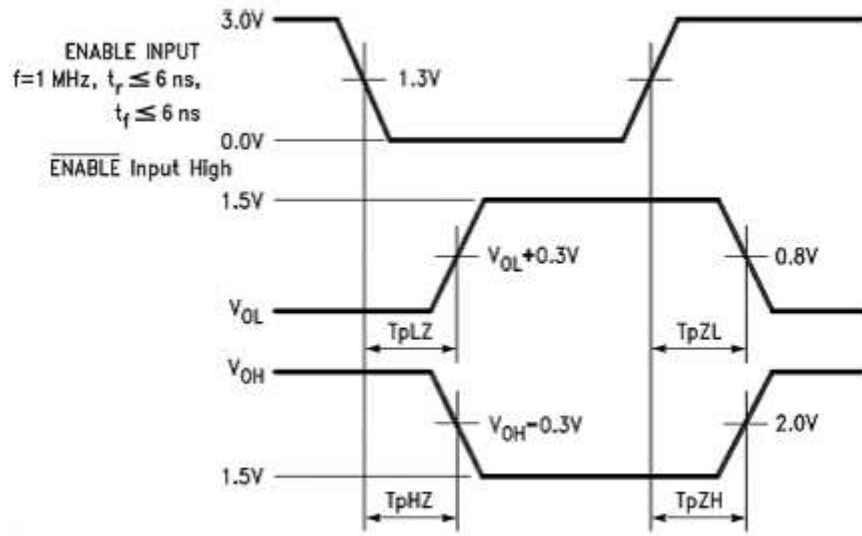 3.0V
ENABLE INPUT
f=1 MHz, tr ≤ 6 ns,
tf ≤ 6 ns
1.3V
0.0V
ENABLE Input High
1.5V
VOL+0.3V
0.8V
VOL
TpLZ
TpZL
VOH
VOH=0.3V
2.0V
1.5V
TpHZ
TpZH